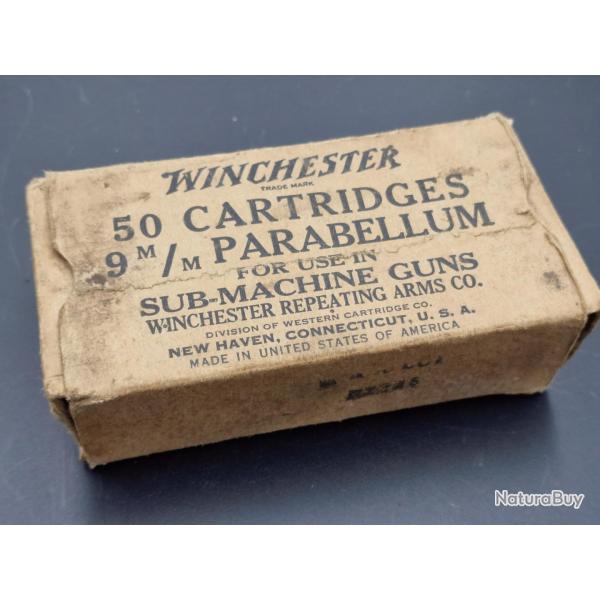 WINCHESTER
TRADE MARK
50 CARTRIDGES
9 M/M PARABELLUM
FOR USE IN
SUB-MACHINE GUNS
WINCHESTER REPEATING ARMS CO.
DIVISION OF WESTERN CARTRIDGE CO.
NEW HAVEN, CONNECTICUT, U. S. A.
MADE IN UNITED STATES OF AMERICA
NaturaBuy